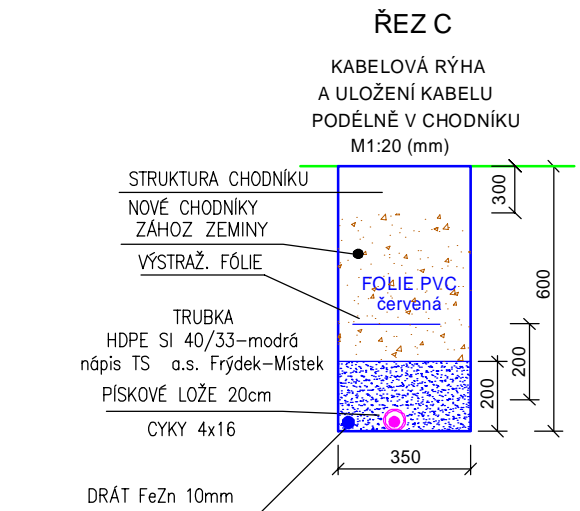 ŘEZ C
KABELOVÁ RÝHA
A ULOŽENÍ KABELU
PODÉLNĚ V CHODNÍKU
M1:20 (mm)
STRUKTURA CHODNÍKU
NOVÉ CHODNÍKY
ZÁHOZ ZEMINY
VÝSTRAŽ. FÓLIE
FOLIE PVC
červená
TRUBKA
HDPE SI 40/33-modrá
nápis TS a.s. Frýdek-Místek
PÍSKOVÉ LOŽE 20cm
CYKY 4x16
DRÁT FeZn 10mm
300
600
200
200
350